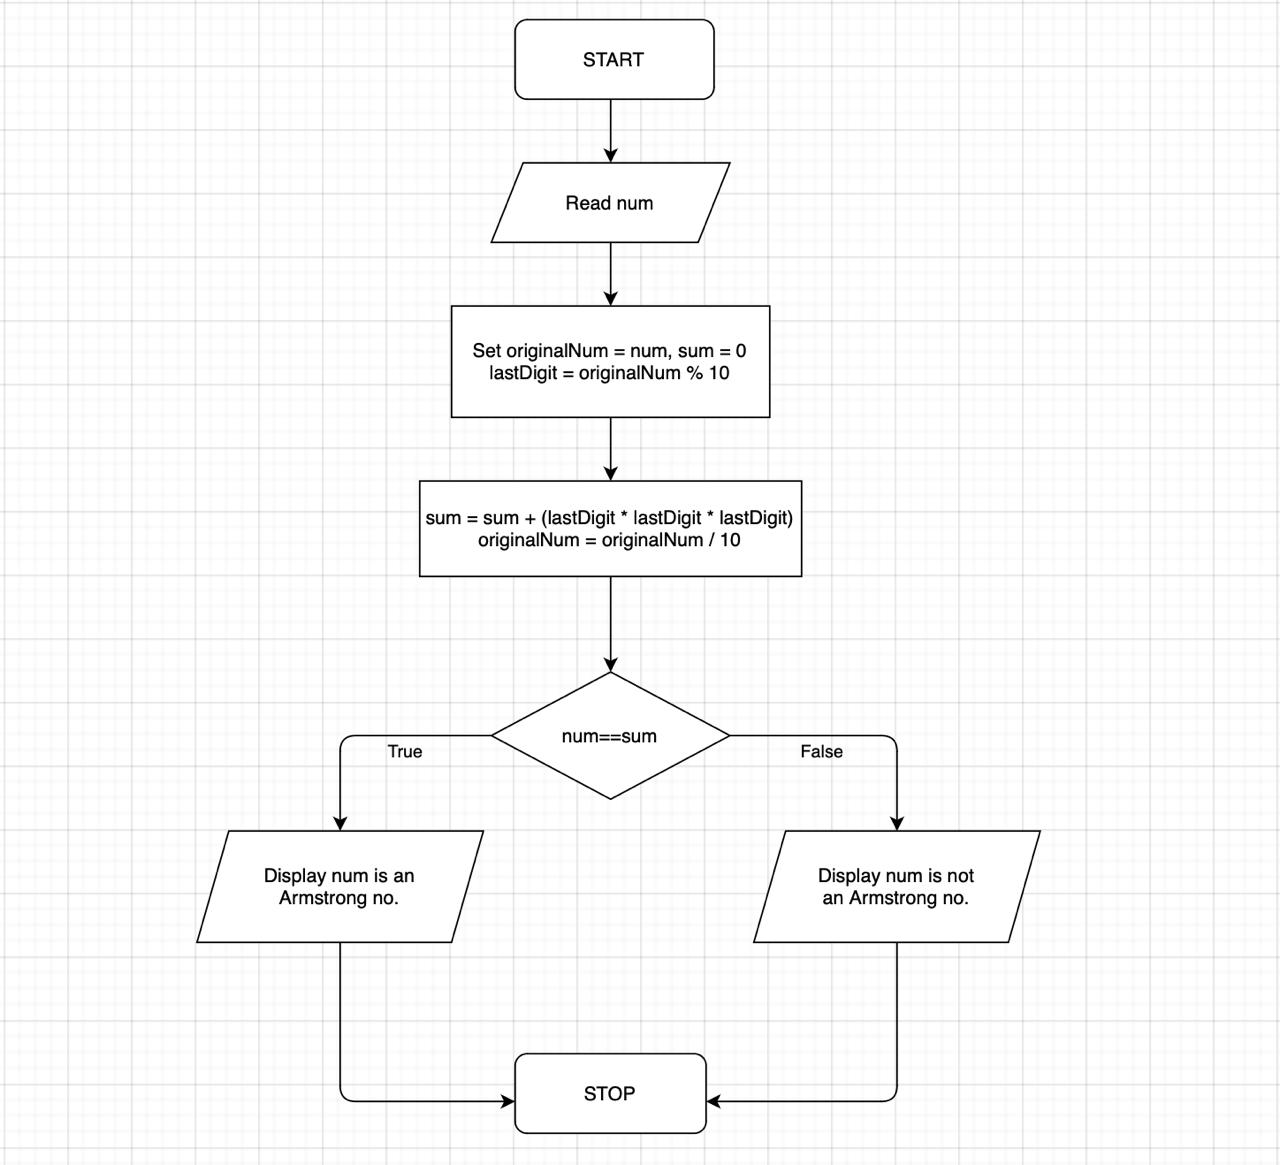 START
Read num
Set originalNum = num, sum = 0
lastDigit = originalNum % 10
sum = sum + (lastDigit * lastDigit * lastDigit)
originalNum = originalNum / 10
num==sum
True
False
Display num is an
Armstrong no.
Display num is not
an Armstrong no.
STOP